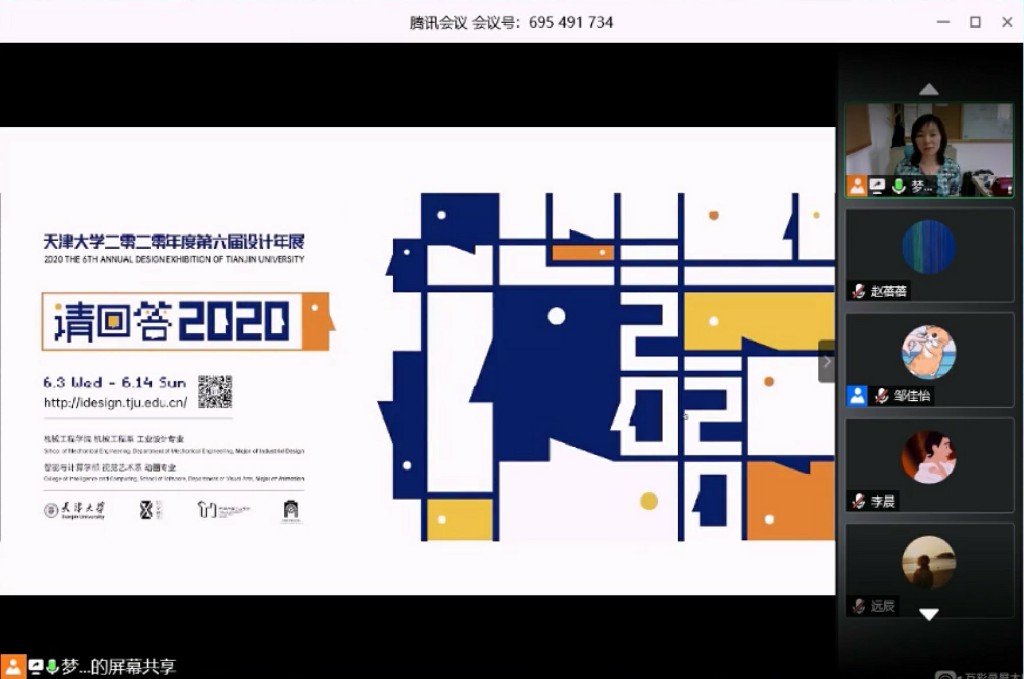 腾讯会议 会议号：695 491 734
天津大学二零二零年度第六届设计年展
2020 THE 6TH ANNUAL DESIGN EXHIBITION OF TIANJIN UNIVERSITY
请回答2020
6.3 Wed - 6.14 Sun
http://idesign.tju.edu.cn/
机械工程学院 机械工程系 工业设计专业
School of Mechanical Engineering, Department of Mechanical Engineering, Major of Industrial Design
智能与计算学部 视觉艺术系 动画专业
College of Intelligence and Computing, School of Software, Department of Visual Arts, Major of Animation
天津大学
Tianjin University
2020
梦...
赵蓓蓓
邹佳怡
李晨
远辰
梦...的屏幕共享